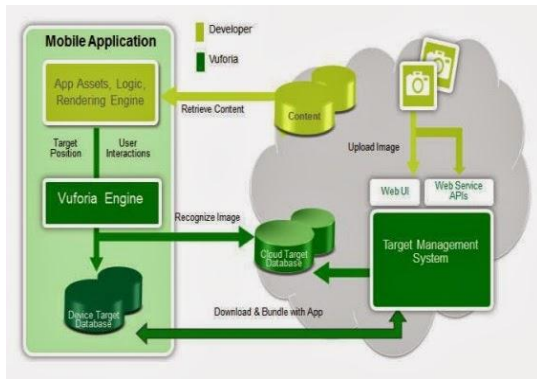 Mobile Application
Developer
Vuforia
App Assets, Logic,
Rendering Engine
Retrieve Content
Content
Target
Position
User
Interactions
Upload Image
Web UI
Web Service
APIs
Vuforia Engine
Recognize Image
Cloud Target
Database
Target Management
System
Device Target
Database
Download & Bundle with App